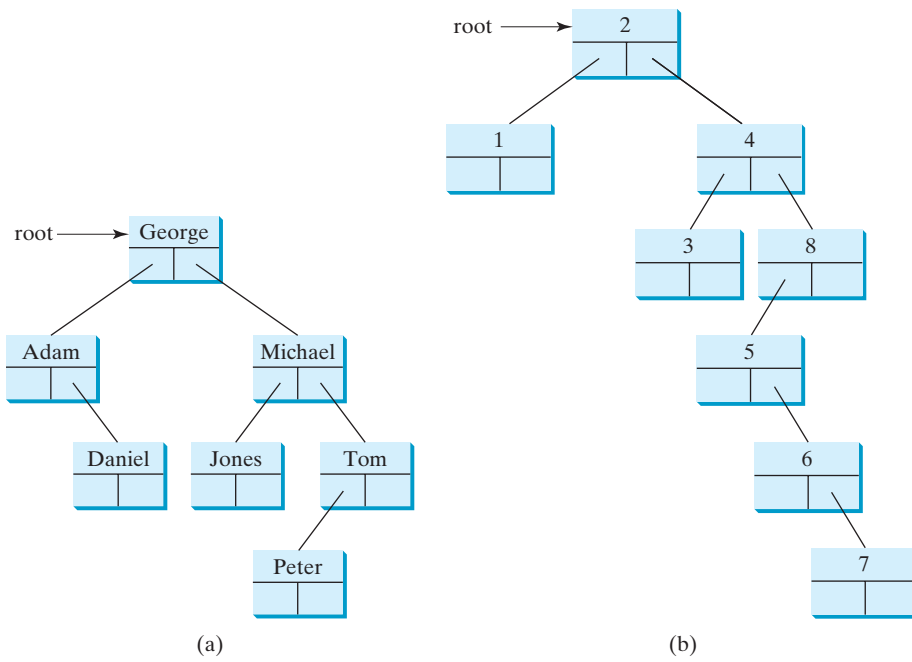 root
George
Adam
Michael
Daniel
Jones
Tom
Peter
(a)
root
2
1
4
3
8
5
6
7
(b)